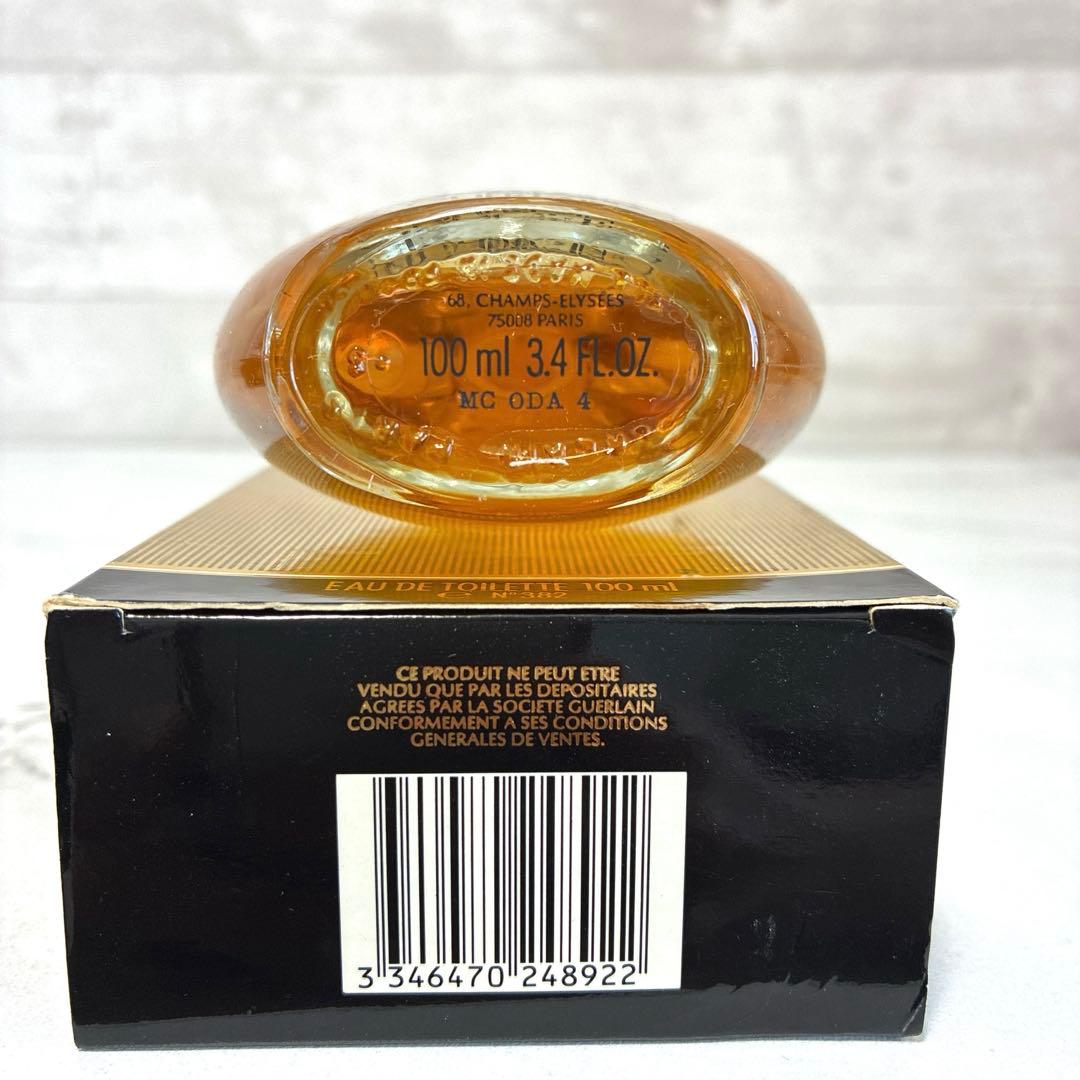 68, CHAMPS-ELYSÉES
75008 PARIS
100 ml 3.4 FL.OZ.
MC ODA 4
EAU DE TOILETTE 100 ml
N°382
CE PRODUIT NE PEUT ETRE
VENDU QUE PAR LES DEPOSITAIRES
AGREES PAR LA SOCIETE GUERLAIN
CONFORMEMENT A SES CONDITIONS
GENERALES DE VENTES.
3 346470 248922